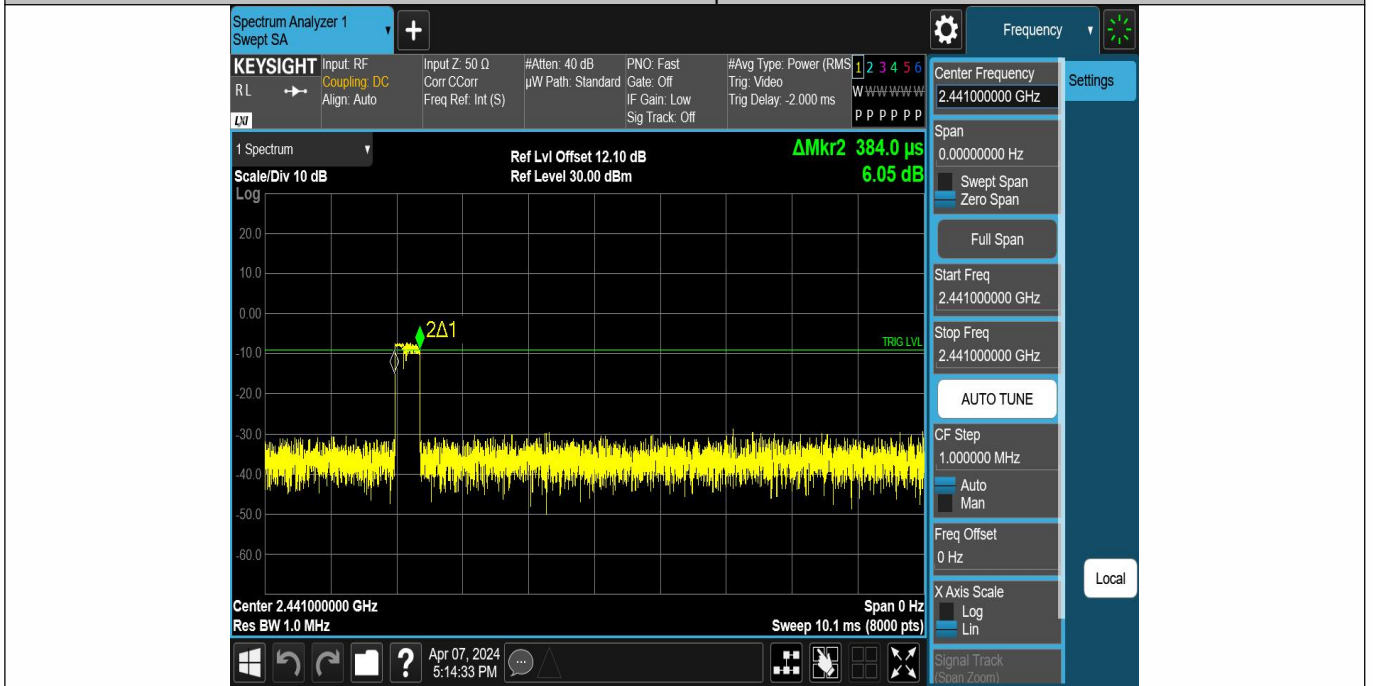 Spectrum Analyzer 1
Swept SA
+
Frequency
KEYSIGHT
RL
LXI
Input: RF
Coupling: DC
Align: Auto
Input Z: 50 Ω
Corr CCorr
Freq Ref: Int (S)
#Atten: 40 dB
µW Path: Standard
PNO: Fast
Gate: Off
IF Gain: Low
Sig Track: Off
#Avg Type: Power (RMS
Trig: Video
Trig Delay: -2.000 ms
1 2 3 4 5 6
W W W W W W
P P P P P P
1 Spectrum
Scale/Div 10 dB
Ref Lvl Offset 12.10 dB
Ref Level 30.00 dBm
ΔMkr2 384.0 µs
6.05 dB
Log
20.0
10.0
0.00
-10.0
-20.0
-30.0
-40.0
-50.0
-60.0
2Δ1
TRIG LVL
Center 2.441000000 GHz
Res BW 1.0 MHz
Span 0 Hz
Sweep 10.1 ms (8000 pts)
Center Frequency
2.441000000 GHz
Settings
Span
0.00000000 Hz
Swept Span
Zero Span
Full Span
Start Freq
2.441000000 GHz
Stop Freq
2.441000000 GHz
AUTO TUNE
CF Step
1.000000 MHz
Auto
Man
Freq Offset
0 Hz
X Axis Scale
Log
Lin
Signal Track
(Span Zoom)
Local
?
Apr 07, 2024
5:14:33 PM